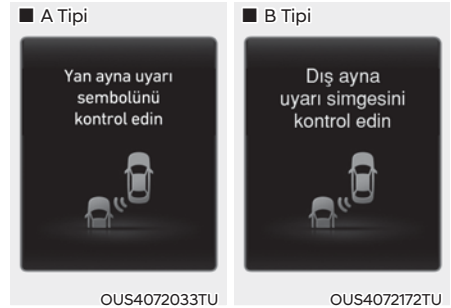 ■ A Tipi
Yan ayna uyarı
sembolünü
kontrol edin
OUS4072033TU
■ B Tipi
Dış ayna
uyarı simgesini
kontrol edin
OUS4072172TU